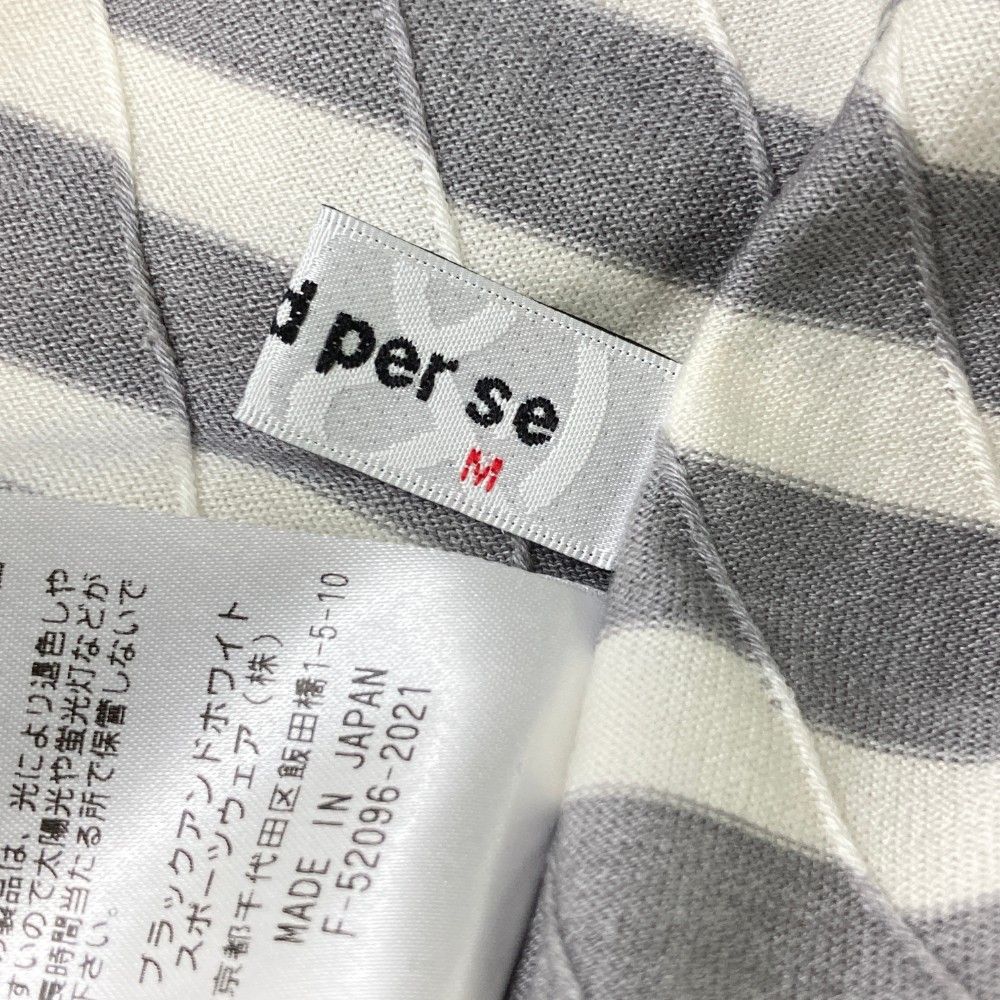 d per se
M
の製品は、光により退色しや
すいので太陽光や蛍光灯などが
長時間当たる所で保管しないで
下さい。
ブラックアンドホワイト
スポーツウェア(株)
京都千代田区飯田橋1-5-10
MADE IN JAPAN
F-52096-2021